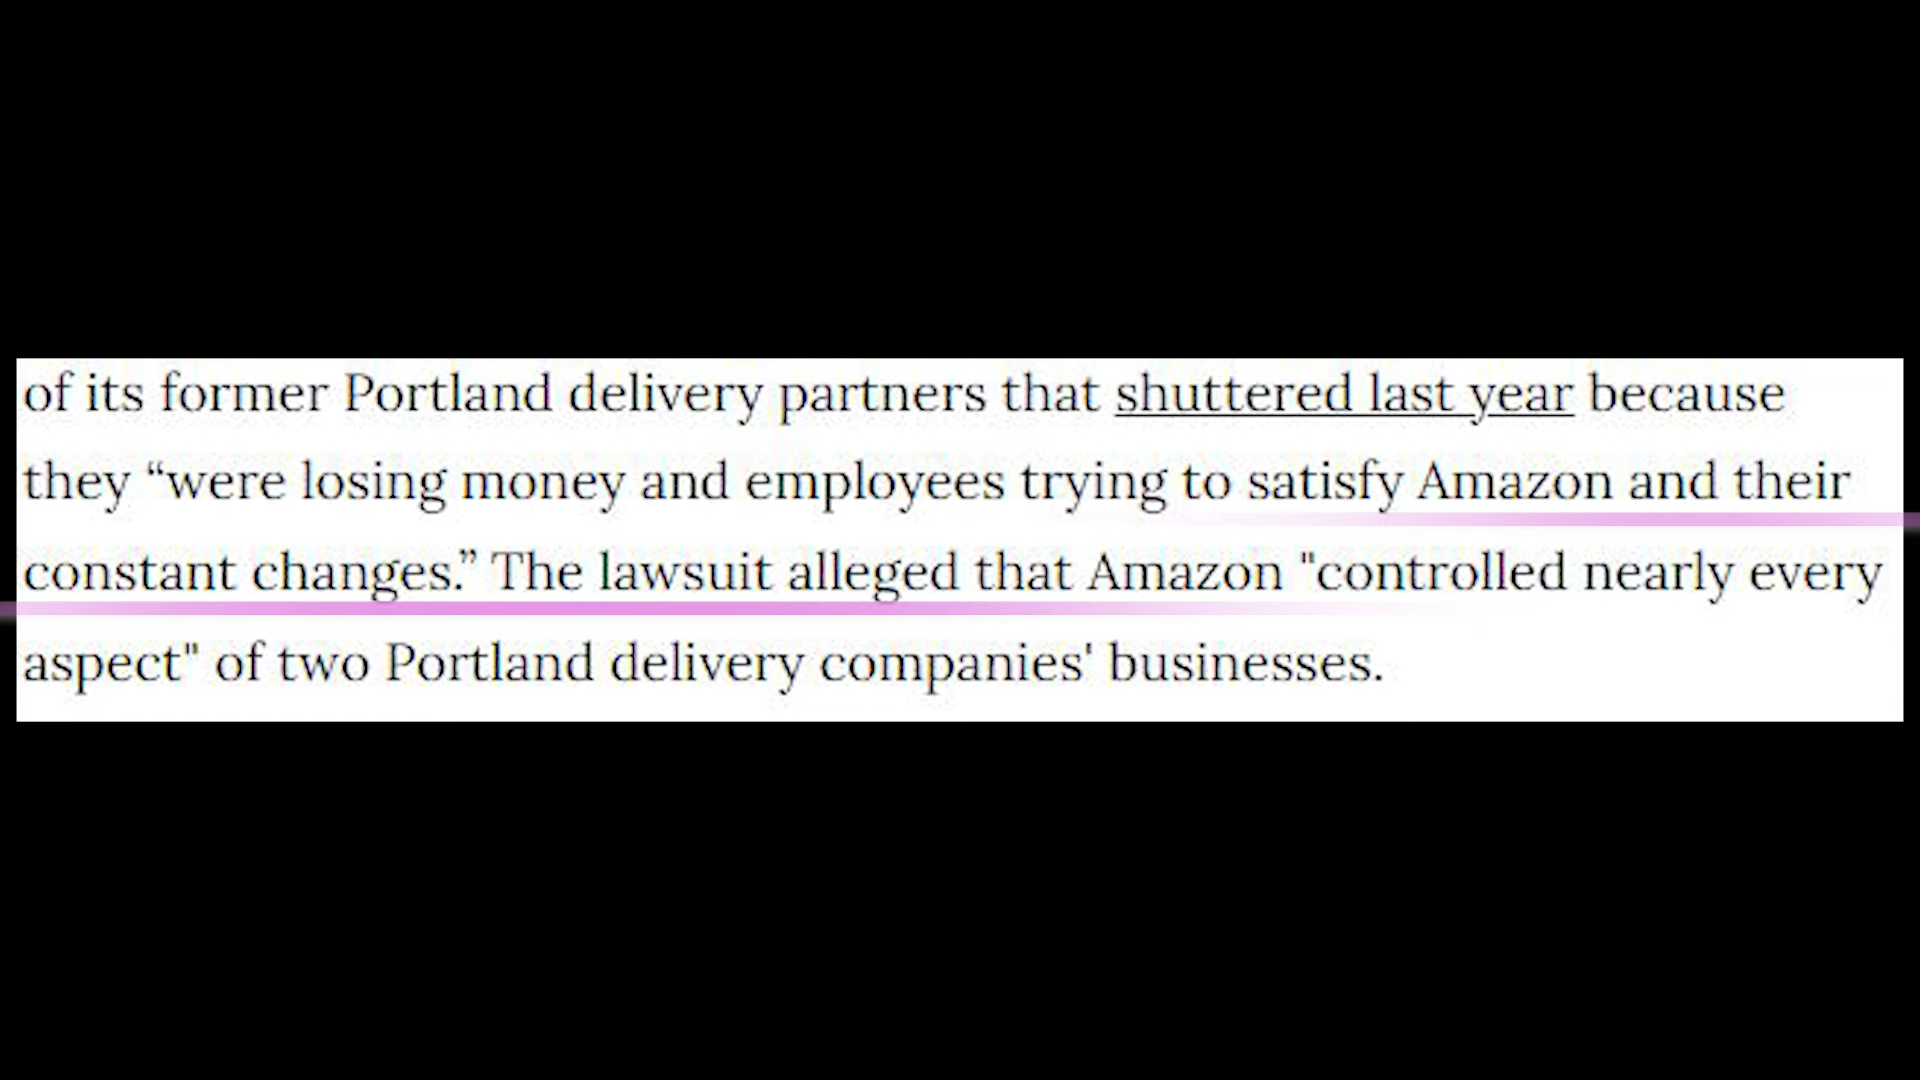 of its former Portland delivery partners that shuttered last year because
they “were losing money and employees trying to satisfy Amazon and their
constant changes.” The lawsuit alleged that Amazon "controlled nearly every
aspect" of two Portland delivery companies' businesses.